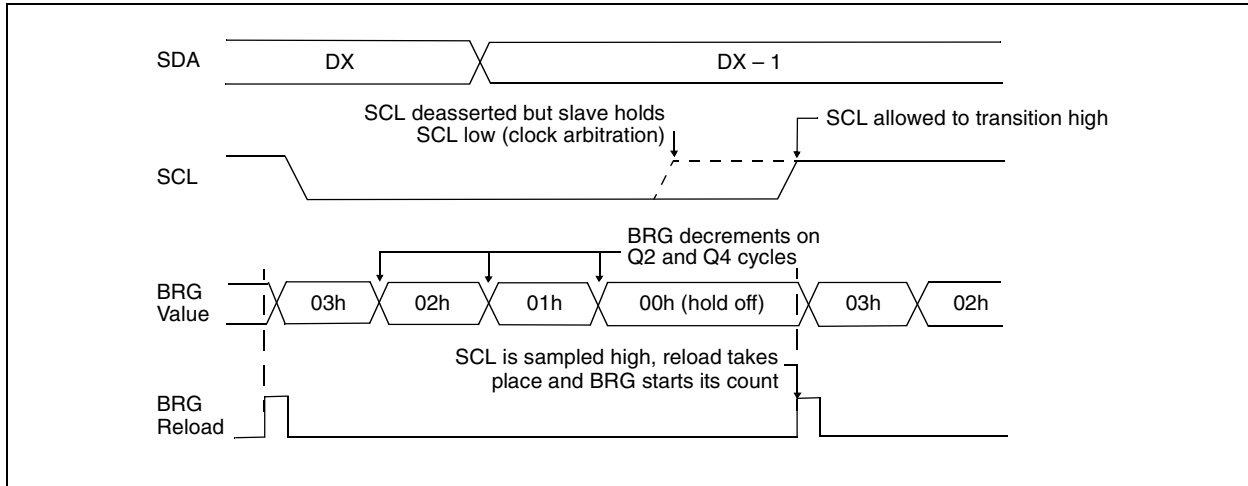 SDA
DX
DX – 1
SCL deasserted but slave holds
SCL low (clock arbitration)
SCL allowed to transition high
SCL
BRG decrements on
Q2 and Q4 cycles
BRG
Value
03h
02h
01h
00h (hold off)
03h
02h
SCL is sampled high, reload takes
place and BRG starts its count
BRG
Reload